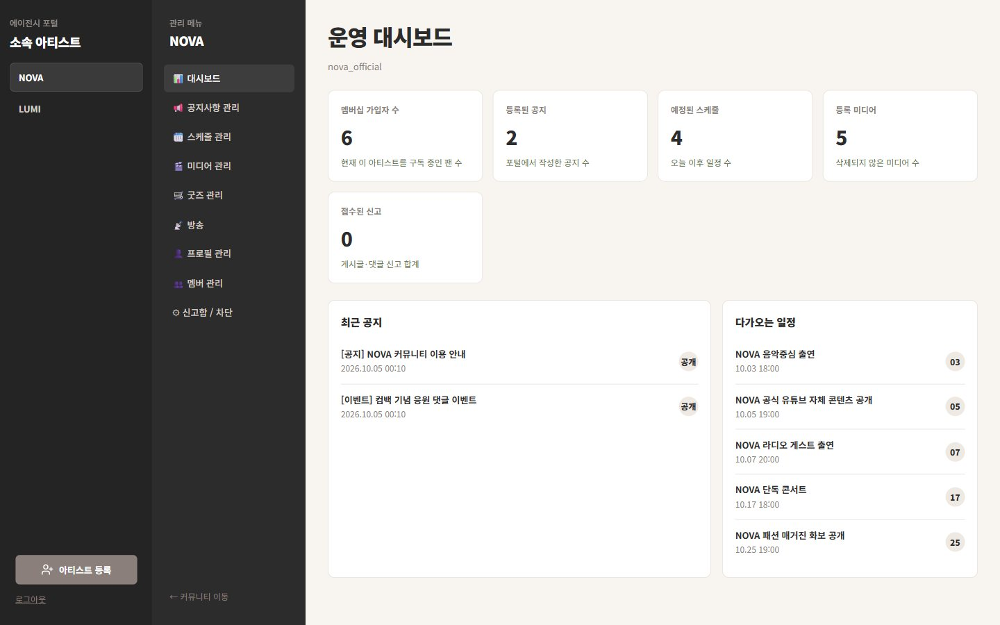 에이전시 포털
소속 아티스트
NOVA
LUMI
아티스트 등록
로그아웃
관리 메뉴
NOVA
대시보드
공지사항 관리
스케줄 관리
미디어 관리
굿즈 관리
방송
프로필 관리
멤버 관리
신고함 / 차단
← 커뮤니티 이동
운영 대시보드
nova_official
멤버십 가입자 수
6
현재 이 아티스트를 구독 중인 팬 수
등록된 공지
2
포털에서 작성한 공지 수
예정된 스케줄
4
오늘 이후 일정 수
등록 미디어
5
삭제되지 않은 미디어 수
접수된 신고
0
게시글·댓글 신고 합계
최근 공지
[공지] NOVA 커뮤니티 이용 안내
2026.10.05 00:10
공개
[이벤트] 컴백 기념 응원 댓글 이벤트
2026.10.05 00:10
공개
다가오는 일정
NOVA 음악중심 출연
10.03 18:00
03
NOVA 공식 유튜브 자체 콘텐츠 공개
10.05 19:00
05
NOVA 라디오 게스트 출연
10.07 20:00
07
NOVA 단독 콘서트
10.17 18:00
17
NOVA 패션 매거진 화보 공개
10.25 19:00
25